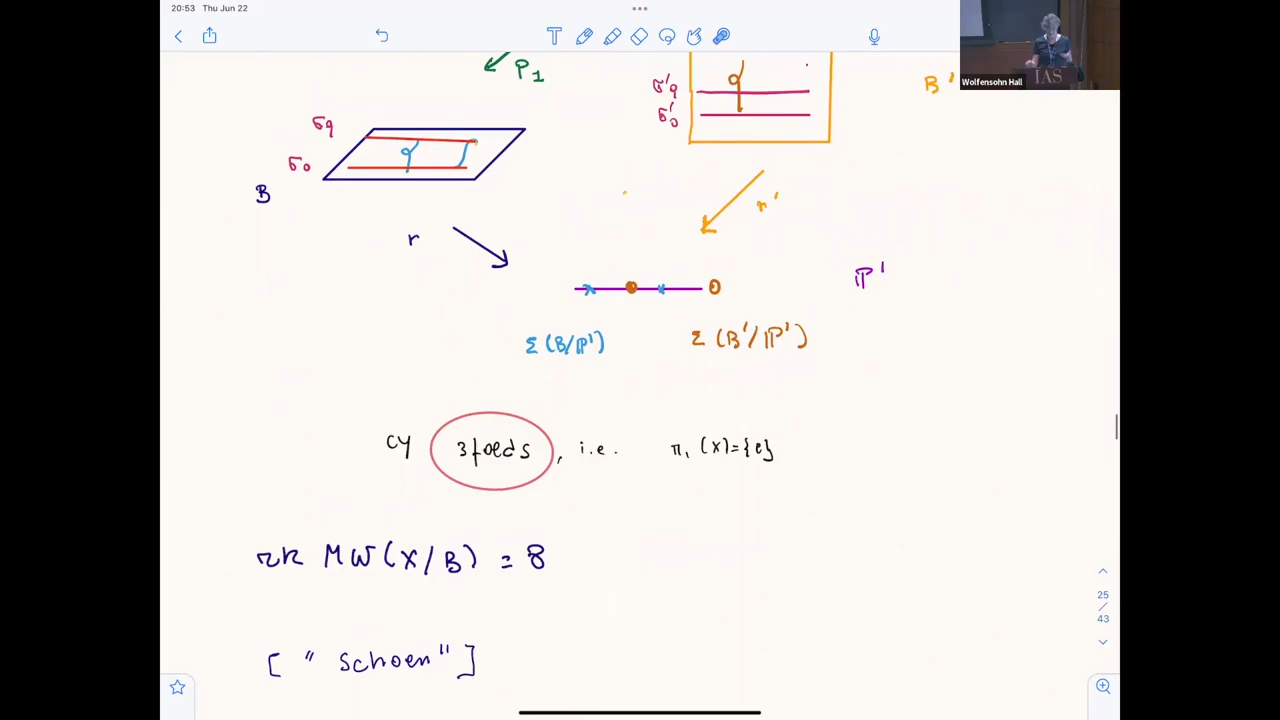 20:53 Thu Jun 22
IAS
Wolfensohn Hall
P₁
σ'q
σ'₀
B'
σq
σ₀
B
r
r'
ℙ¹
Σ(B/ℙ¹) Σ(B'/ℙ¹)
CY 3folds, i.e. π₁(X)={e}
rk MW(X/B) = 8
["Schoen"]
25
/
43